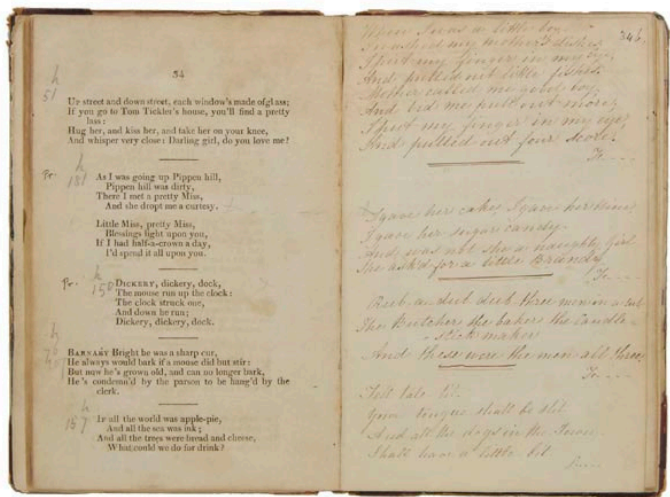 54
h
51
UP street and down street, each window's made of glass;
If you go to Tom Tickler's house, you'll find a pretty
lass:
Hug her, and kiss her, and take her on your knee,
And whisper very close: Darling girl, do you love me?
Pr.
h
181
As I was going up Pippen hill,
Pippen hill was dirty,
There I met a pretty Miss,
And she dropt me a curtesy.
Little Miss, pretty Miss,
Blessings light upon you,
If I had half-a-crown a day,
I'd spend it all upon you.
Pr.
h
150
DICKERY, dickery, dock,
The mouse run up the clock:
The clock struck one,
And down he run;
Dickery, dickery, dock.
h
BARNABY Bright he was a sharp cur,
He always would bark if a mouse did but stir:
But now he's grown old, and can no longer bark,
He's condemn'd by the parson to be hang'd by the
clerk.
h
157
IF all the world was apple-pie,
And all the sea was ink;
And all the trees were bread and cheese,
What could we do for drink?
When I was a little boy
I washed my mother's dishes
I put my finger in my eye,
And pulled out little fishes.
Mother called me good boy,
And bid me pull out more,
I put my finger in my eye,
And pulled out four score.
I gave her cakes, I gave her wine,
I gave her sugar candy
And was not she a naughty girl
She ask'd for a little Brandy
Rub-a-dub dub three men in a tub
The Butcher the baker the Candle-
stick maker
And these were the men all three
Tell tale tit
Your tongue shall be slit
And all the dogs in the Town
Shall have a little bit